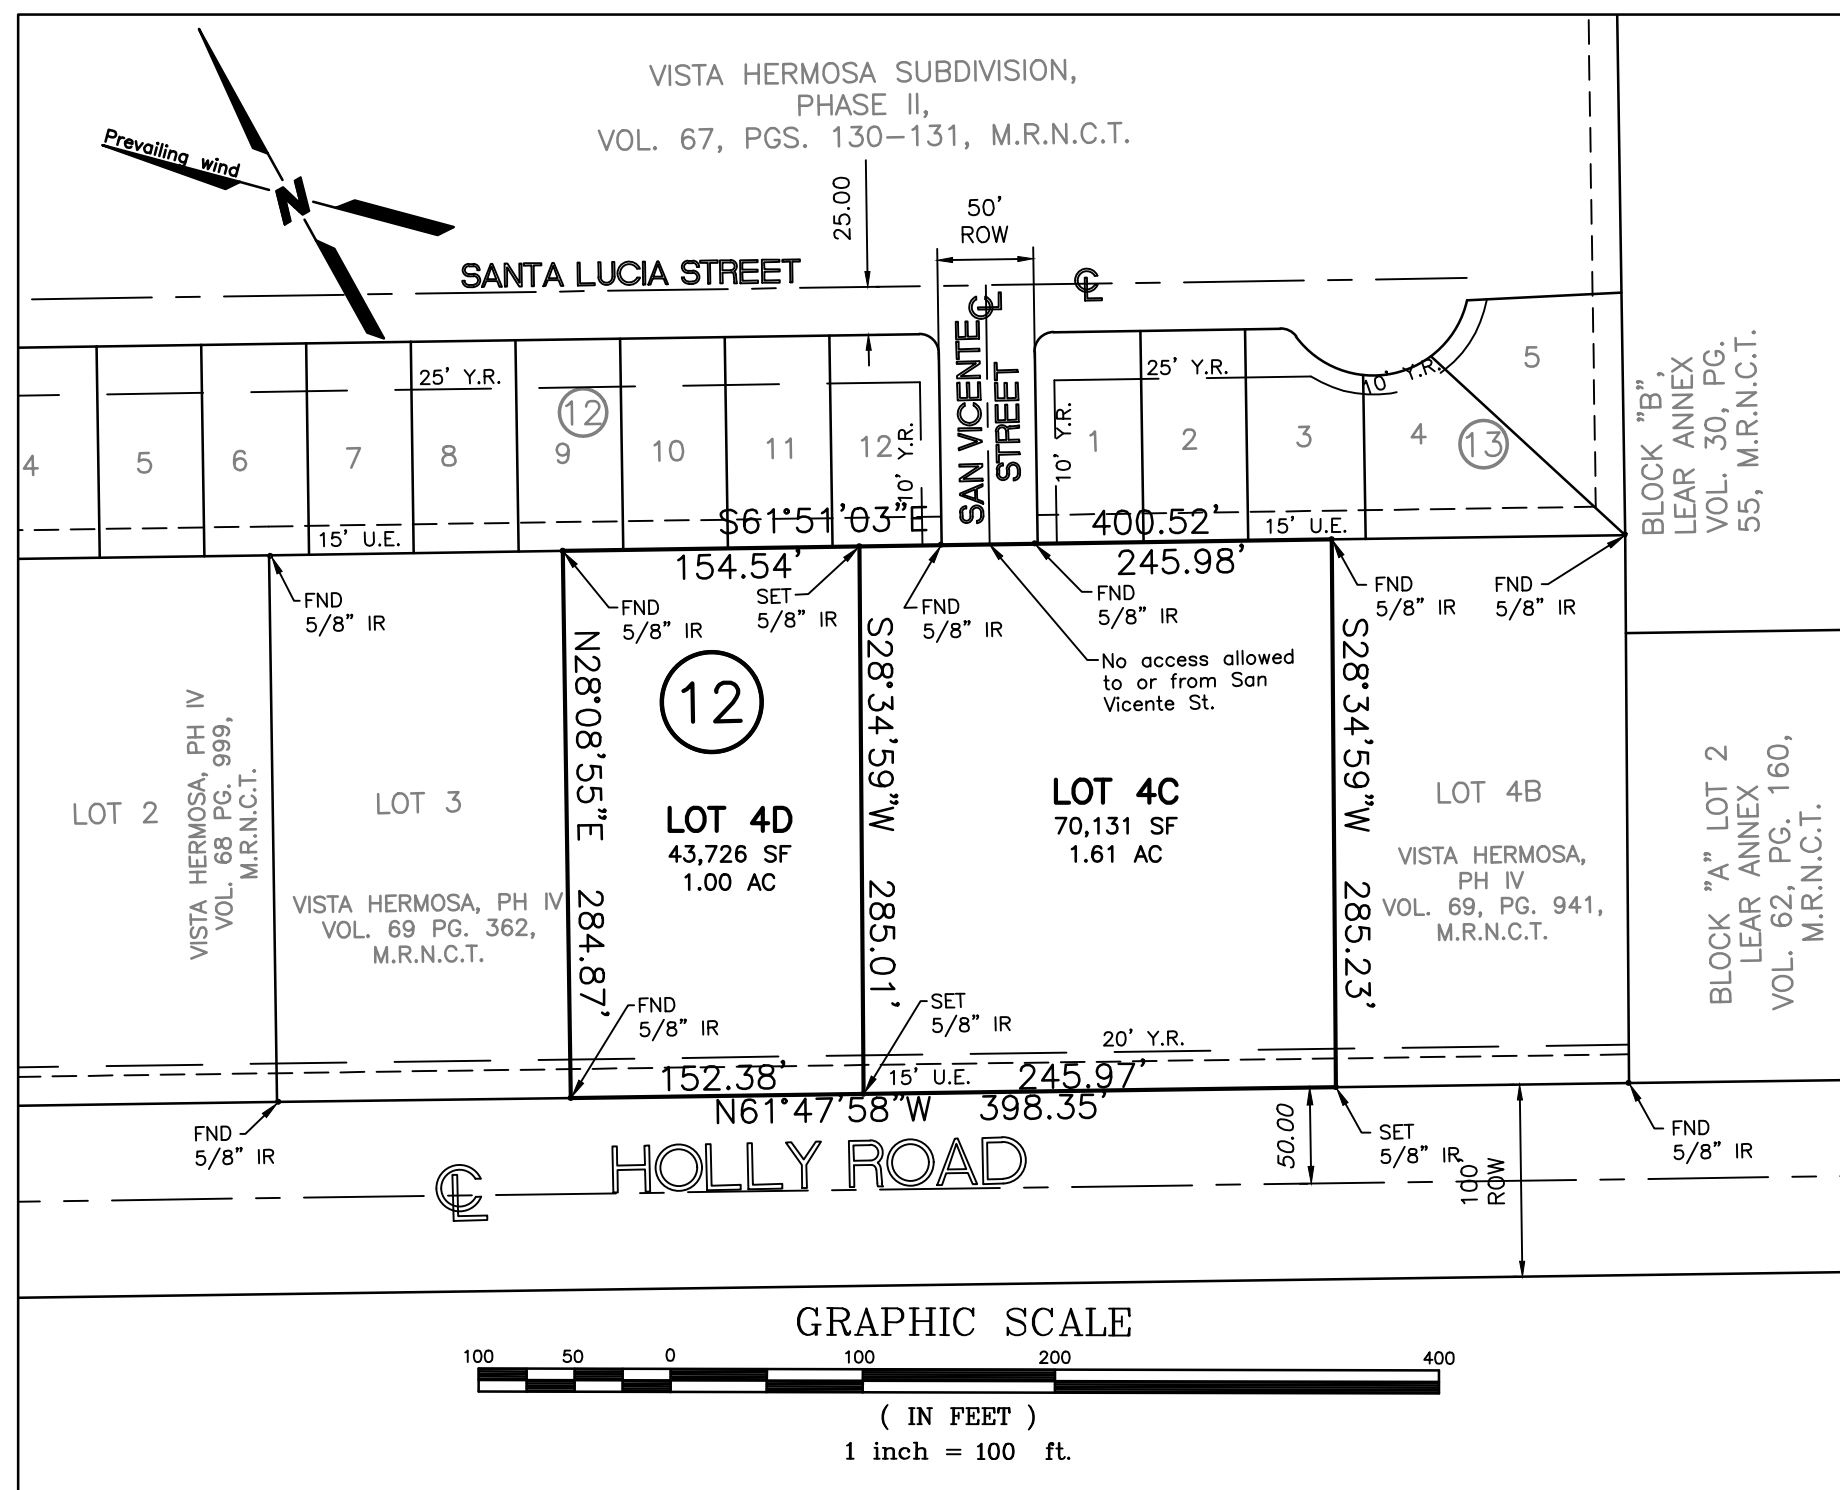 VISTA HERMOSA SUBDIVISION,
PHASE II,
VOL. 67, PGS. 130-131, M.R.N.C.T.
Prevailing wind
N
25.00
50'
ROW
SANTA LUCIA STREET
CL
CL
SAN VICENTE
STREET
25' Y.R.
25' Y.R.
10' Y.R.
10' Y.R.
10' Y.R.
4
5
6
7
8
9
12
10
11
12
1
2
3
4
13
5
BLOCK "B",
LEAR ANNEX
VOL. 30, PG.
55, M.R.N.C.T.
15' U.E.
S61°51'03"E
400.52'
15' U.E.
154.54'
245.98'
FND
5/8" IR
FND
5/8" IR
SET
5/8" IR
FND
5/8" IR
FND
5/8" IR
FND
5/8" IR
FND
5/8" IR
No access allowed
to or from San
Vicente St.
N28°08'55"E 284.87'
S28°34'59"W 285.01'
S28°34'59"W 285.23'
12
LOT 2
VISTA HERMOSA, PH IV
VOL. 68 PG. 999,
M.R.N.C.T.
LOT 3
VISTA HERMOSA, PH IV
VOL. 69 PG. 362,
M.R.N.C.T.
LOT 4D
43,726 SF
1.00 AC
LOT 4C
70,131 SF
1.61 AC
LOT 4B
VISTA HERMOSA,
PH IV
VOL. 69, PG. 941,
M.R.N.C.T.
BLOCK "A" LOT 2
LEAR ANNEX
VOL. 62, PG. 160,
M.R.N.C.T.
FND
5/8" IR
SET
5/8" IR
20' Y.R.
152.38'
15' U.E.
245.97'
N61°47'58"W 398.35'
FND
5/8" IR
50.00
SET
5/8" IR
100'
ROW
FND
5/8" IR
CL
HOLLY ROAD
GRAPHIC SCALE
100 50 0 100 200 400
( IN FEET )
1 inch = 100 ft.